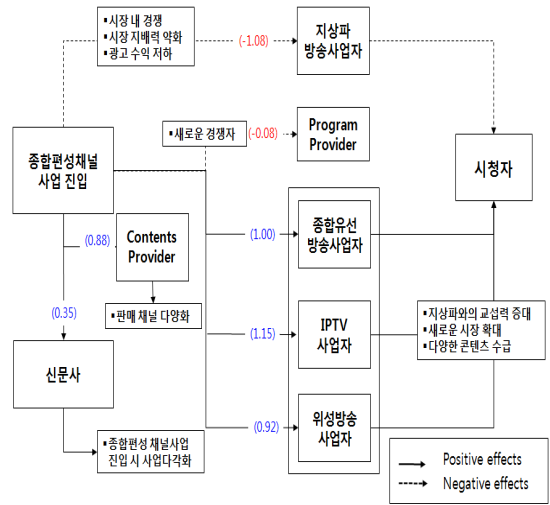 ▪시장 내 경쟁
▪시장 지배력 약화
▪광고 수익 저하
(-1.08)
지상파
방송사업자
▪새로운 경쟁자
(-0.08)
Program
Provider
종합편성채널
사업 진입
시청자
(0.88)
Contents
Provider
(1.00)
종합유선
방송사업자
(0.35)
▪판매 채널 다양화
(1.15)
IPTV
사업자
▪지상파와의 교섭력 증대
▪새로운 시장 확대
▪다양한 콘텐츠 수급
신문사
(0.92)
위성방송
사업자
▪종합편성 채널사업
진입 시 사업다각화
Positive effects
Negative effects